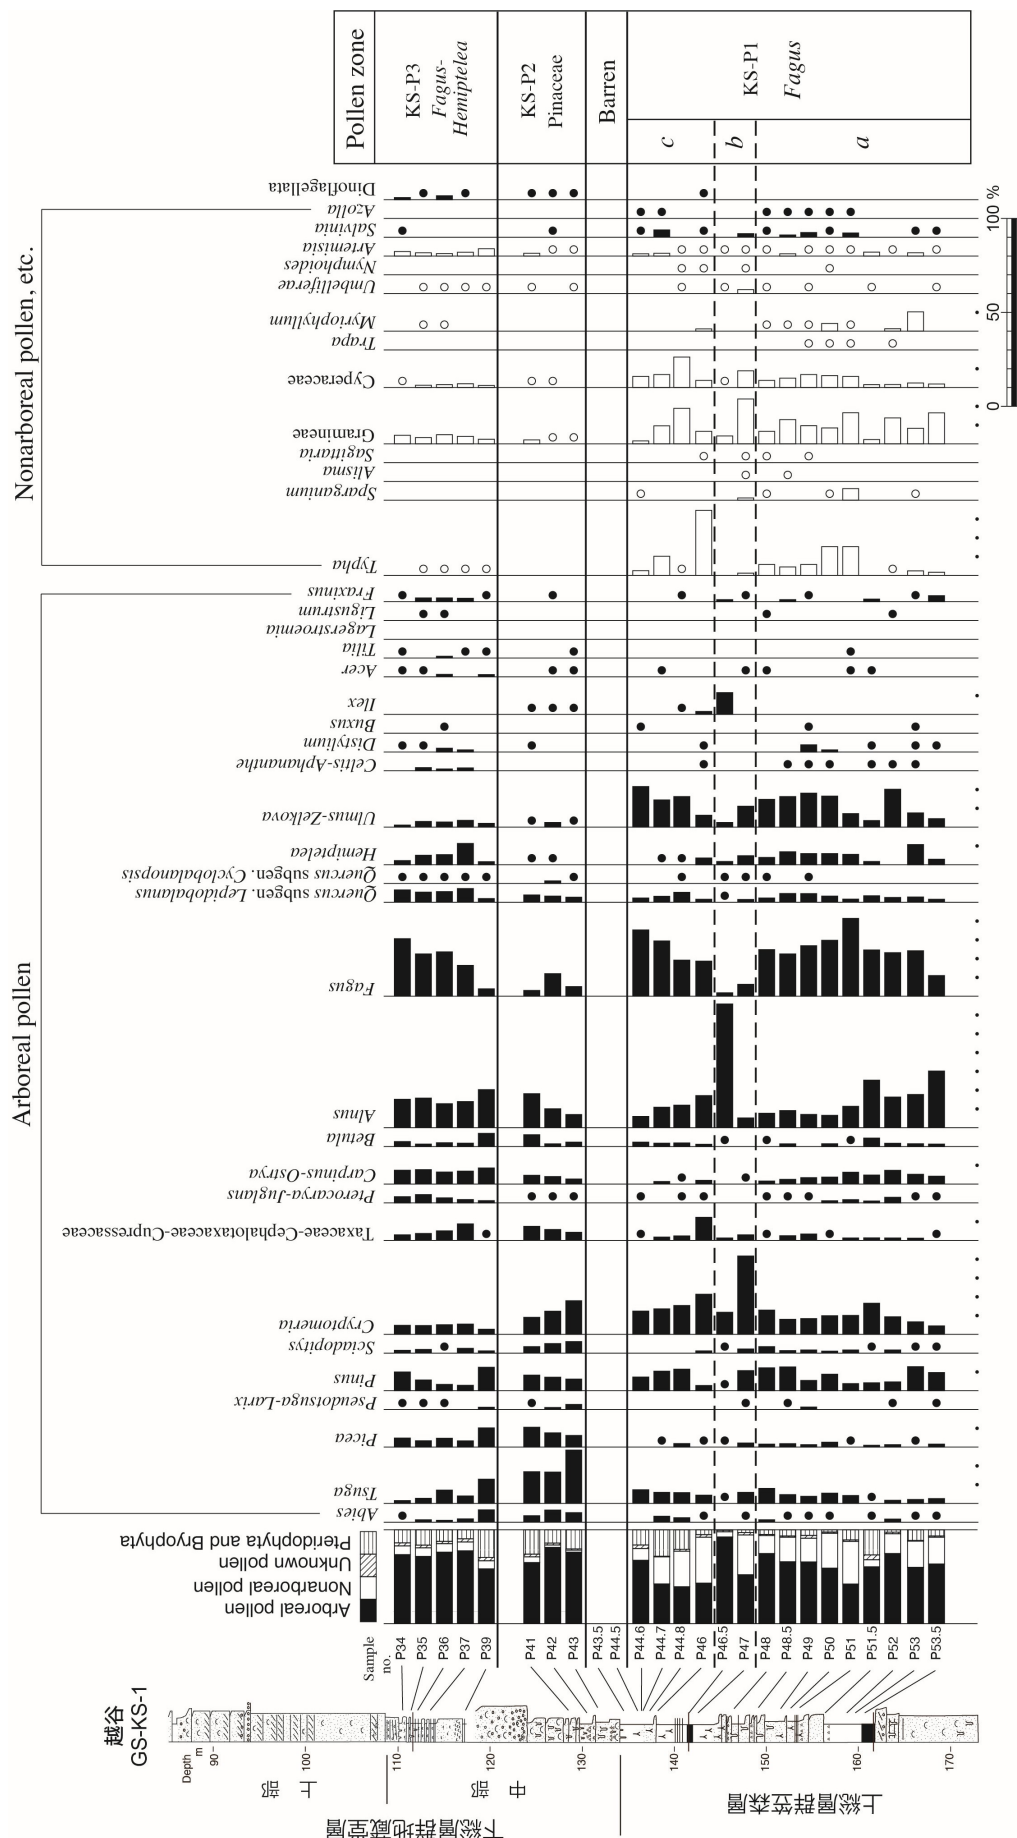 越谷
GS-KS-1
Depth
m
90
100
110
120
130
140
150
160
170
上 部
中 部
下総層群地蔵堂層
上総層群笠森層
Sample
no.
P34
P35
P36
P37
P39
P41
P42
P43
P43.5
P44.5
P44.6
P44.7
P44.8
P46
P46.5
P47
P48
P48.5
P49
P50
P51
P51.5
P52
P53
P53.5
Arboreal pollen
Nonarboreal pollen
Unknown pollen
Pteridophyta and Bryophyta
Arboreal pollen
Abies
Tsuga
Picea
Pseudotsuga-Larix
Pinus
Sciadopitys
Cryptomeria
Taxaceae-Cephalotaxaceae-Cupressaceae
Pterocarya-Juglans
Carpinus-Ostrya
Betula
Alnus
Fagus
Quercus subgen. Lepidobalanus
Quercus subgen. Cyclobalanopsis
Hemiptelea
Ulmus-Zelkova
Celtis-Aphananthe
Distylium
Buxus
Ilex
Acer
Tilia
Lagerstroemia
Ligustrum
Fraxinus
Nonarboreal pollen, etc.
Typha
Sparganium
Alisma
Sagittaria
Gramineae
Cyperaceae
Trapa
Myriophyllum
Umbelliferae
Nymphoides
Artemisia
Salvinia
Azolla
Dinoflagellata
Pollen zone
KS-P3
Fagus-
Hemiptelea
KS-P2
Pinaceae
Barren
KS-P1
Fagus
c
b
a
0
50
100 %